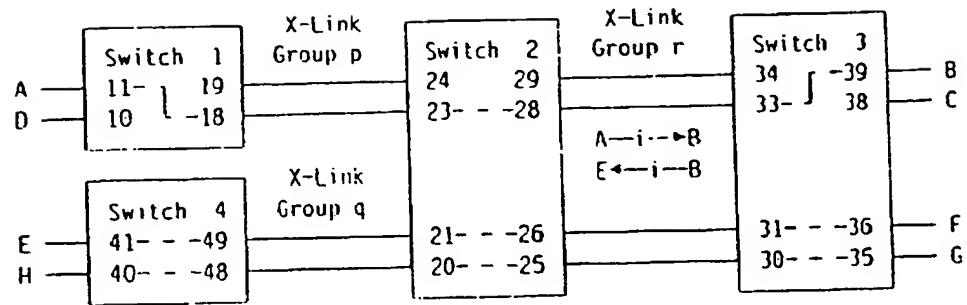 X-Link
Group p
X-Link
Group r
Switch 1
Switch 2
Switch 3
A
11- 19
24 29
34 -39
B
D
10 -18
23- - -28
33- 38
C
A—i--►B
E◄—i—B
X-Link
Group q
Switch 4
E
41- - -49
21- - -26
31- - -36
F
H
40- - -48
20- - -25
30- - -35
G